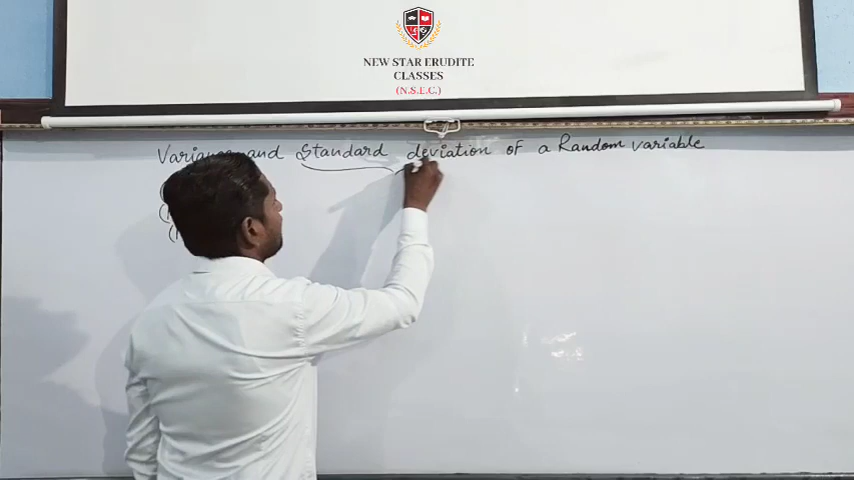 NEW STAR ERUDITE
CLASSES
(N.S.E.C.)
Variance and Standard deviation of a Random variable